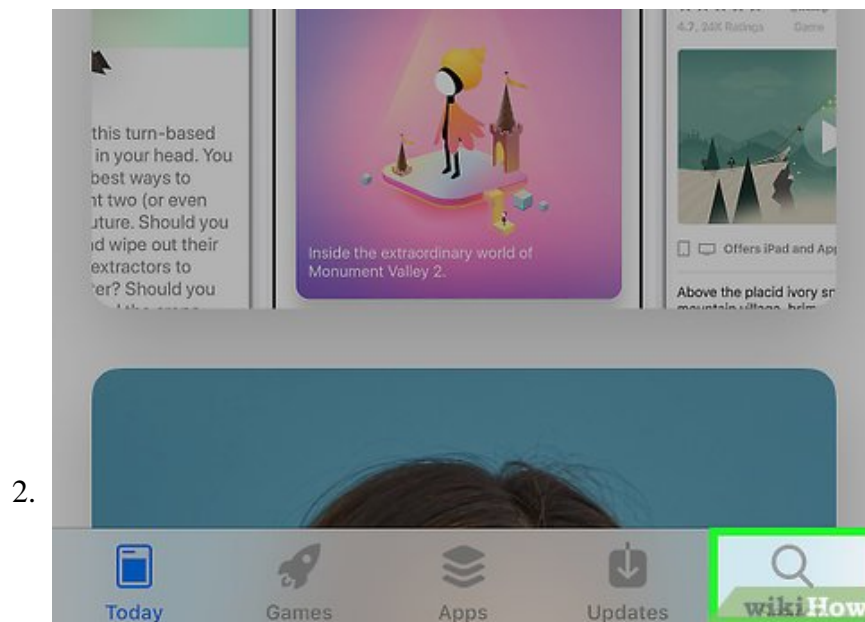 4.7, 24K Ratings
Game
this turn-based
in your head. You
best ways to
nt two (or even
uture. Should you
nd wipe out their
extractors to
er? Should you
Inside the extraordinary world of
Monument Valley 2.
Offers iPad and App
Above the placid ivory sn
2.
Today
Games
Apps
Updates
wikiHow